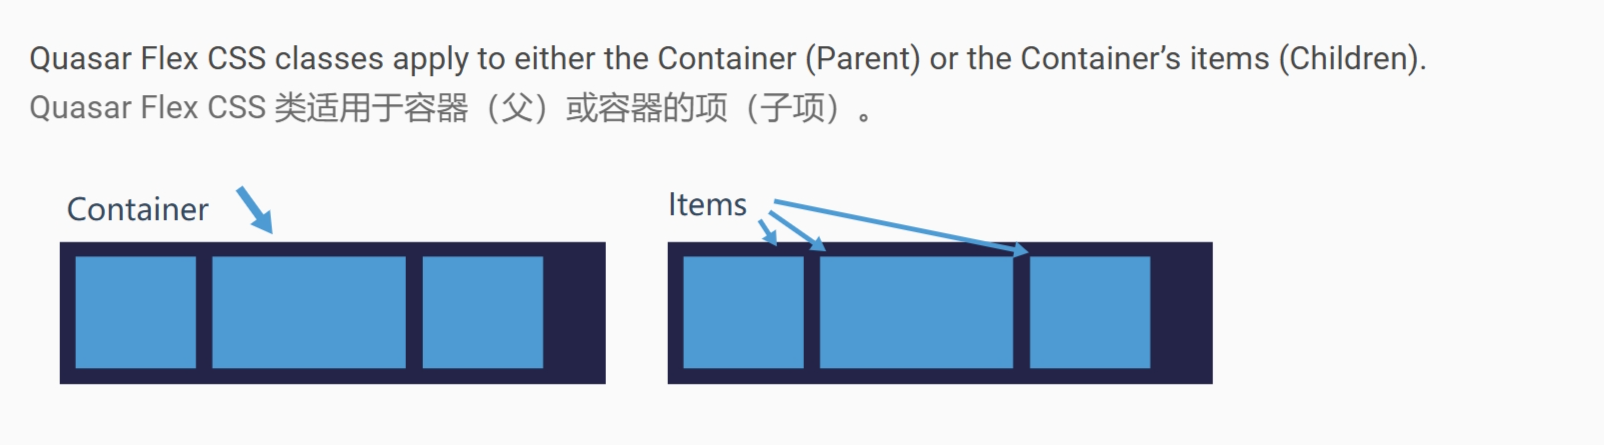 Quasar Flex CSS classes apply to either the Container (Parent) or the Container’s items (Children).
Quasar Flex CSS 类适用于容器（父）或容器的项（子项）。
Container
Items